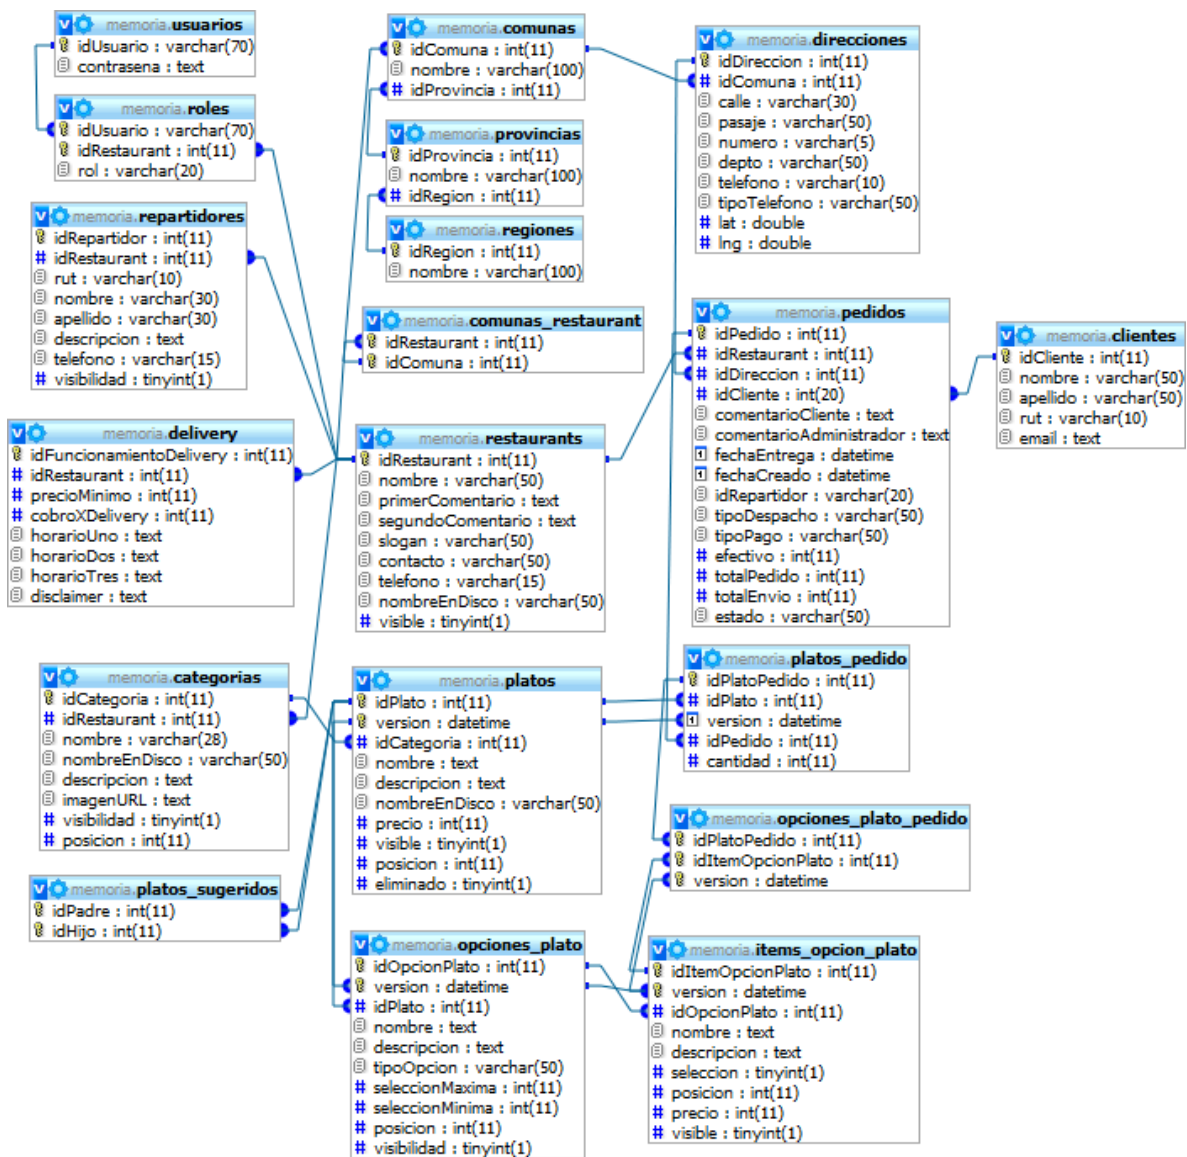 memoria.usuarios
idUsuario : varchar(70)
contrasena : text
memoria.roles
idUsuario : varchar(70)
idRestaurant : int(11)
rol : varchar(20)
memoria.repartidores
idRepartidor : int(11)
idRestaurant : int(11)
rut : varchar(10)
nombre : varchar(30)
apellido : varchar(30)
descripcion : text
telefono : varchar(15)
visibilidad : tinyint(1)
memoria.delivery
idFuncionamientoDelivery : int(11)
idRestaurant : int(11)
precioMinimo : int(11)
cobroXDelivery : int(11)
horarioUno : text
horarioDos : text
horarioTres : text
disclaimer : text
memoria.categorias
idCategoria : int(11)
idRestaurant : int(11)
nombre : varchar(28)
nombreEnDisco : varchar(50)
descripcion : text
imagenURL : text
visibilidad : tinyint(1)
posicion : int(11)
memoria.platos_sugeridos
idPadre : int(11)
idHijo : int(11)
memoria.comunas
idComuna : int(11)
nombre : varchar(100)
idProvincia : int(11)
memoria.provincias
idProvincia : int(11)
nombre : varchar(100)
idRegion : int(11)
memoria.regiones
idRegion : int(11)
nombre : varchar(100)
memoria.comunas_restaurant
idRestaurant : int(11)
idComuna : int(11)
memoria.restaurants
idRestaurant : int(11)
nombre : varchar(50)
primerComentario : text
segundoComentario : text
slogan : varchar(50)
contacto : varchar(50)
telefono : varchar(15)
nombreEnDisco : varchar(50)
visible : tinyint(1)
memoria.platos
idPlato : int(11)
version : datetime
idCategoria : int(11)
nombre : text
descripcion : text
nombreEnDisco : varchar(50)
precio : int(11)
visible : tinyint(1)
posicion : int(11)
eliminado : tinyint(1)
memoria.opciones_plato
idOpcionPlato : int(11)
version : datetime
idPlato : int(11)
nombre : text
descripcion : text
tipoOpcion : varchar(50)
seleccionMaxima : int(11)
seleccionMinima : int(11)
posicion : int(11)
visibilidad : tinyint(1)
memoria.direcciones
idDireccion : int(11)
idComuna : int(11)
calle : varchar(30)
pasaje : varchar(50)
numero : varchar(5)
depto : varchar(50)
telefono : varchar(10)
tipoTelefono : varchar(50)
lat : double
lng : double
memoria.pedidos
idPedido : int(11)
idRestaurant : int(11)
idDireccion : int(11)
idCliente : int(20)
comentarioCliente : text
comentarioAdministrador : text
fechaEntrega : datetime
fechaCreado : datetime
idRepartidor : varchar(20)
tipoDespacho : varchar(50)
tipoPago : varchar(50)
efectivo : int(11)
totalPedido : int(11)
totalEnvio : int(11)
estado : varchar(50)
memoria.clientes
idCliente : int(11)
nombre : varchar(50)
apellido : varchar(50)
rut : varchar(10)
email : text
memoria.platos_pedido
idPlatoPedido : int(11)
idPlato : int(11)
version : datetime
idPedido : int(11)
cantidad : int(11)
memoria.opciones_plato_pedido
idPlatoPedido : int(11)
idItemOpcionPlato : int(11)
version : datetime
memoria.items_opcion_plato
idItemOpcionPlato : int(11)
version : datetime
idOpcionPlato : int(11)
nombre : text
descripcion : text
seleccion : tinyint(1)
posicion : int(11)
precio : int(11)
visible : tinyint(1)